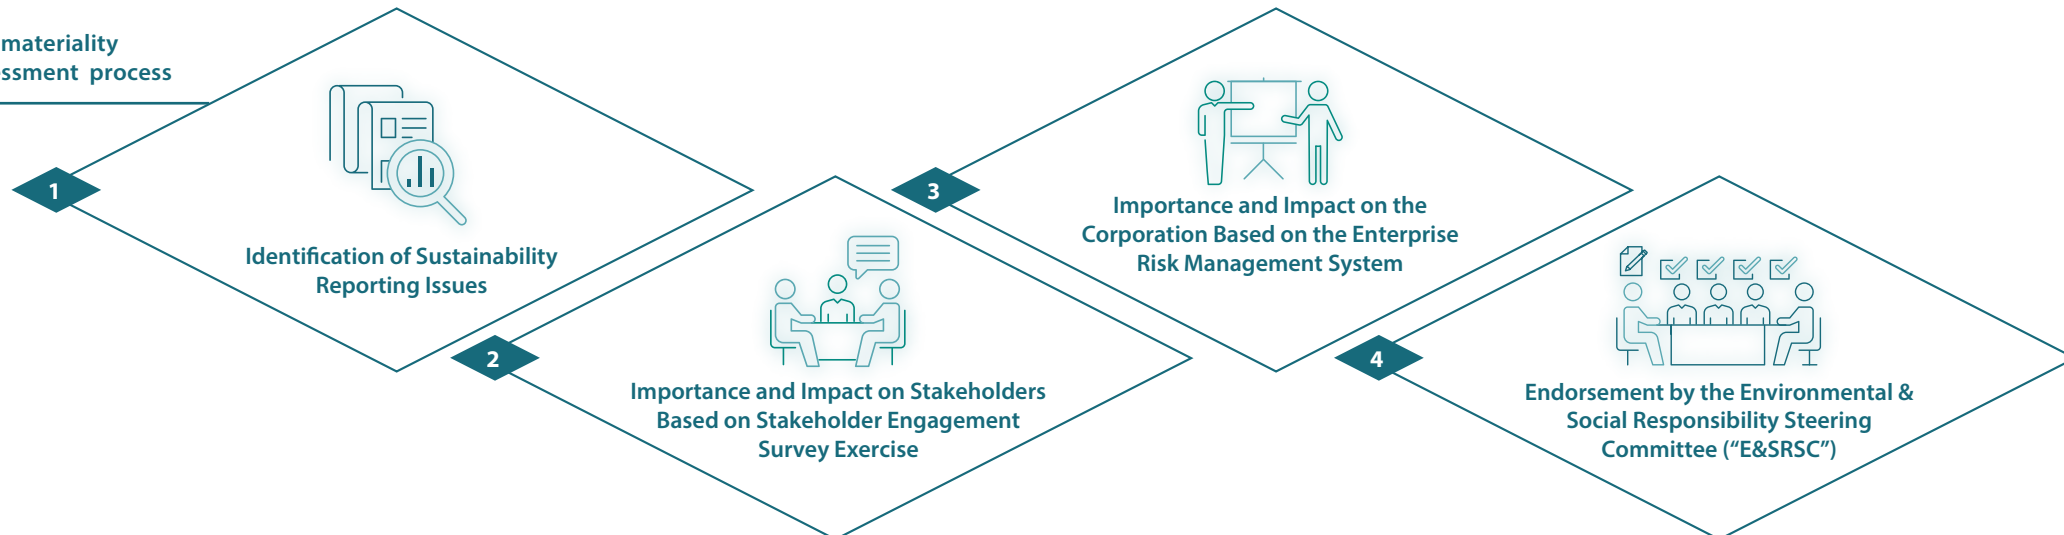 materiality
process
1
Identification of Sustainability
Reporting Issues
2
Importance and Impact on Stakeholders
Based on Stakeholder Engagement
Survey Exercise
3
Importance and Impact on the
Corporation Based on the Enterprise
Risk Management System
4
Endorsement by the Environmental &
Social Responsibility Steering
Committee (“E&SRSC”)